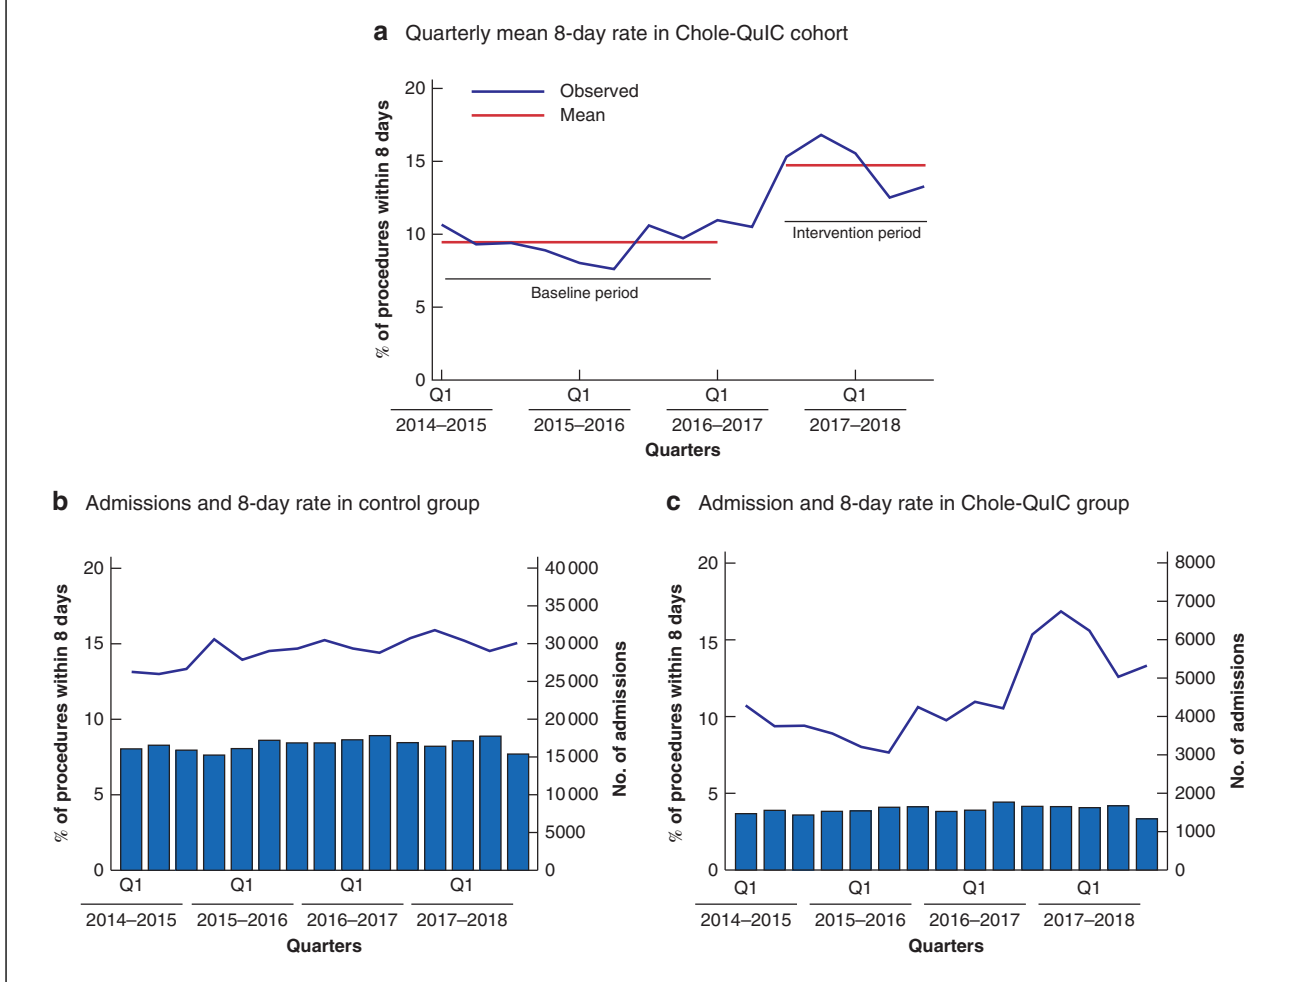 a Quarterly mean 8-day rate in Chole-QuIC cohort
% of procedures within 8 days
20
15
10
5
0
Observed
Mean
Baseline period
Intervention period
Q1 Q1 Q1 Q1
2014–2015 2015–2016 2016–2017 2017–2018
Quarters
b Admissions and 8-day rate in control group
% of procedures within 8 days
20
15
10
5
0
40 000
35 000
30 000
25 000
20 000
15 000
10 000
5000
0
No. of admissions
Q1 Q1 Q1 Q1
2014–2015 2015–2016 2016–2017 2017–2018
Quarters
c Admission and 8-day rate in Chole-QuIC group
% of procedures within 8 days
20
15
10
5
0
8000
7000
6000
5000
4000
3000
2000
1000
0
No. of admissions
Q1 Q1 Q1 Q1
2014–2015 2015–2016 2016–2017 2017–2018
Quarters